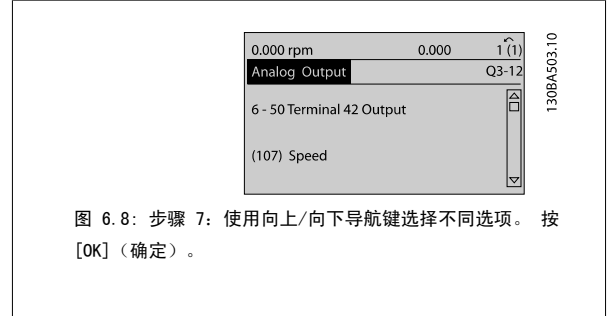 0.000 rpm 0.000 1 (1)
Analog Output Q3-12
6 - 50 Terminal 42 Output
(107) Speed
130BA503.10
图 6.8: 步骤 7：使用向上/向下导航键选择不同选项。 按
[OK]（确定）。